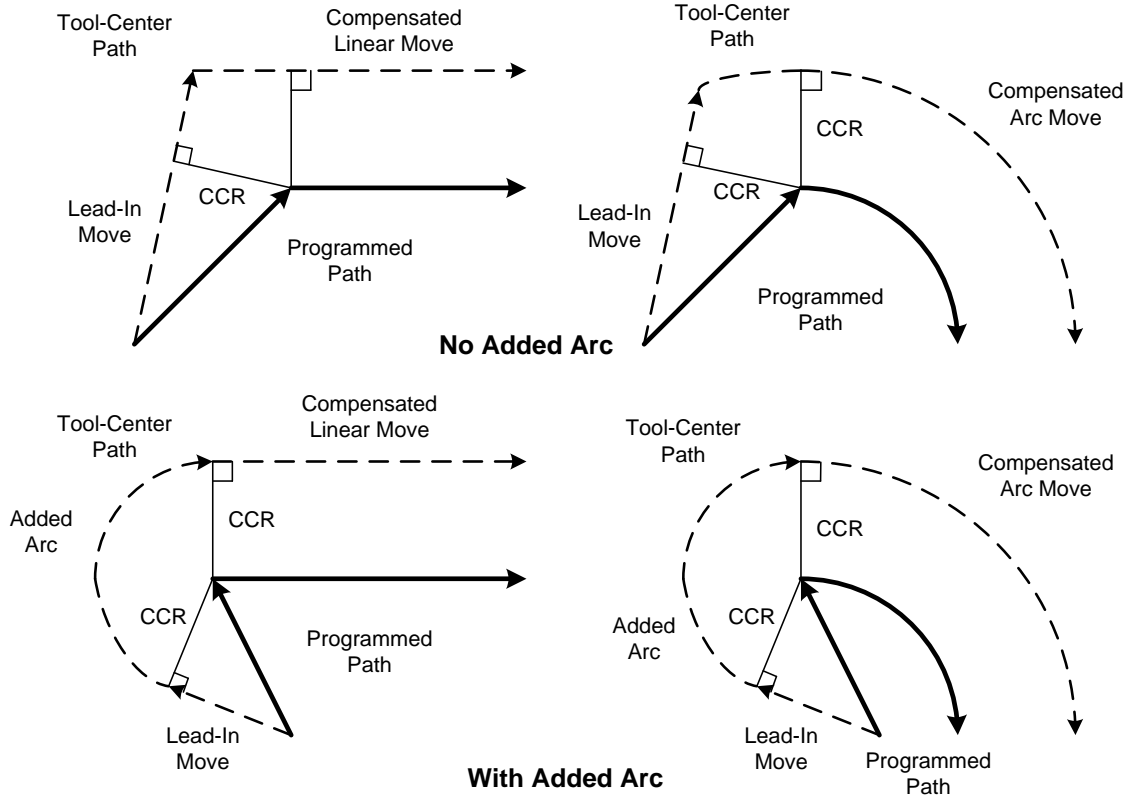 Tool-Center
Path
Compensated
Linear Move
CCR
Lead-In
Move
Programmed
Path
Tool-Center
Path
Compensated
Arc Move
CCR
CCR
Lead-In
Move
Programmed
Path
No Added Arc
Tool-Center
Path
Compensated
Linear Move
Added
Arc
CCR
CCR
Programmed
Path
Lead-In
Move
Tool-Center
Path
Compensated
Arc Move
CCR
CCR
Added
Arc
Lead-In
Move
Programmed
Path
With Added Arc